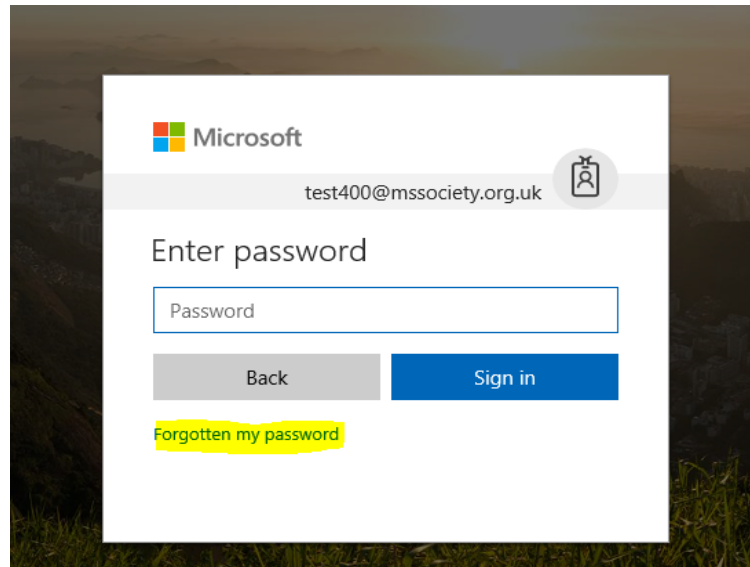 Microsoft
test400@mssociety.org.uk
Enter password
Password
Back
Sign in
Forgotten my password